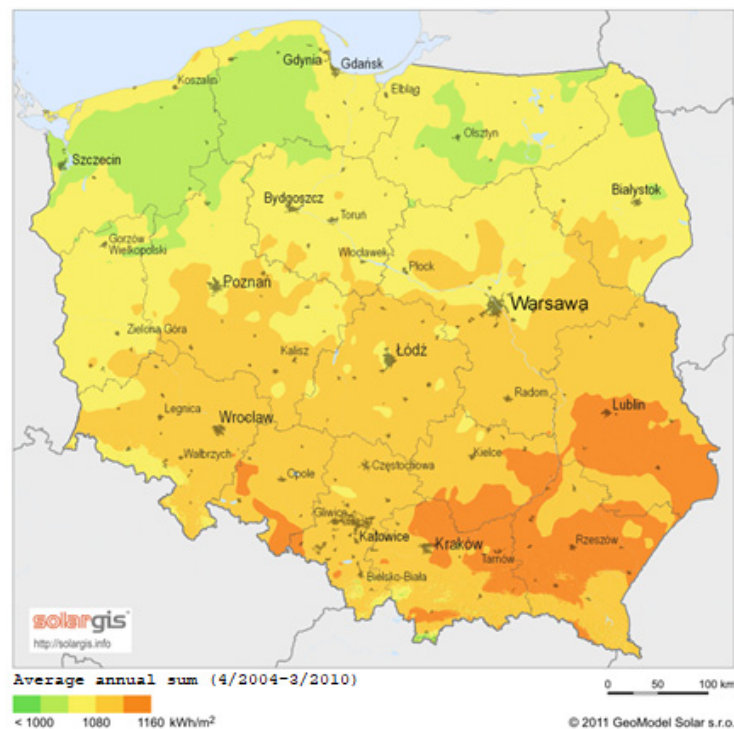 Gdynia
Gdańsk
Koszalin
Elbląg
Olsztyn
Szczecin
Białystok
Bydgoszcz
Toruń
Gorzów
Wielkopolski
Włocławek
Płock
Poznań
Warsawa
Zielona Góra
Kalisz
Łódź
Radom
Lublin
Legnica
Wrocław
Wałbrzych
Opole
Częstochowa
Kielce
Gliwice
Katowice
Kraków
Tarnów
Rzeszów
Bielsko-Biała
solargis
http://solargis.info
Average annual sum (4/2004-3/2010)
0 50 100 km
< 1000 1080 1160 kWh/m²
© 2011 GeoModel Solar s.r.o.